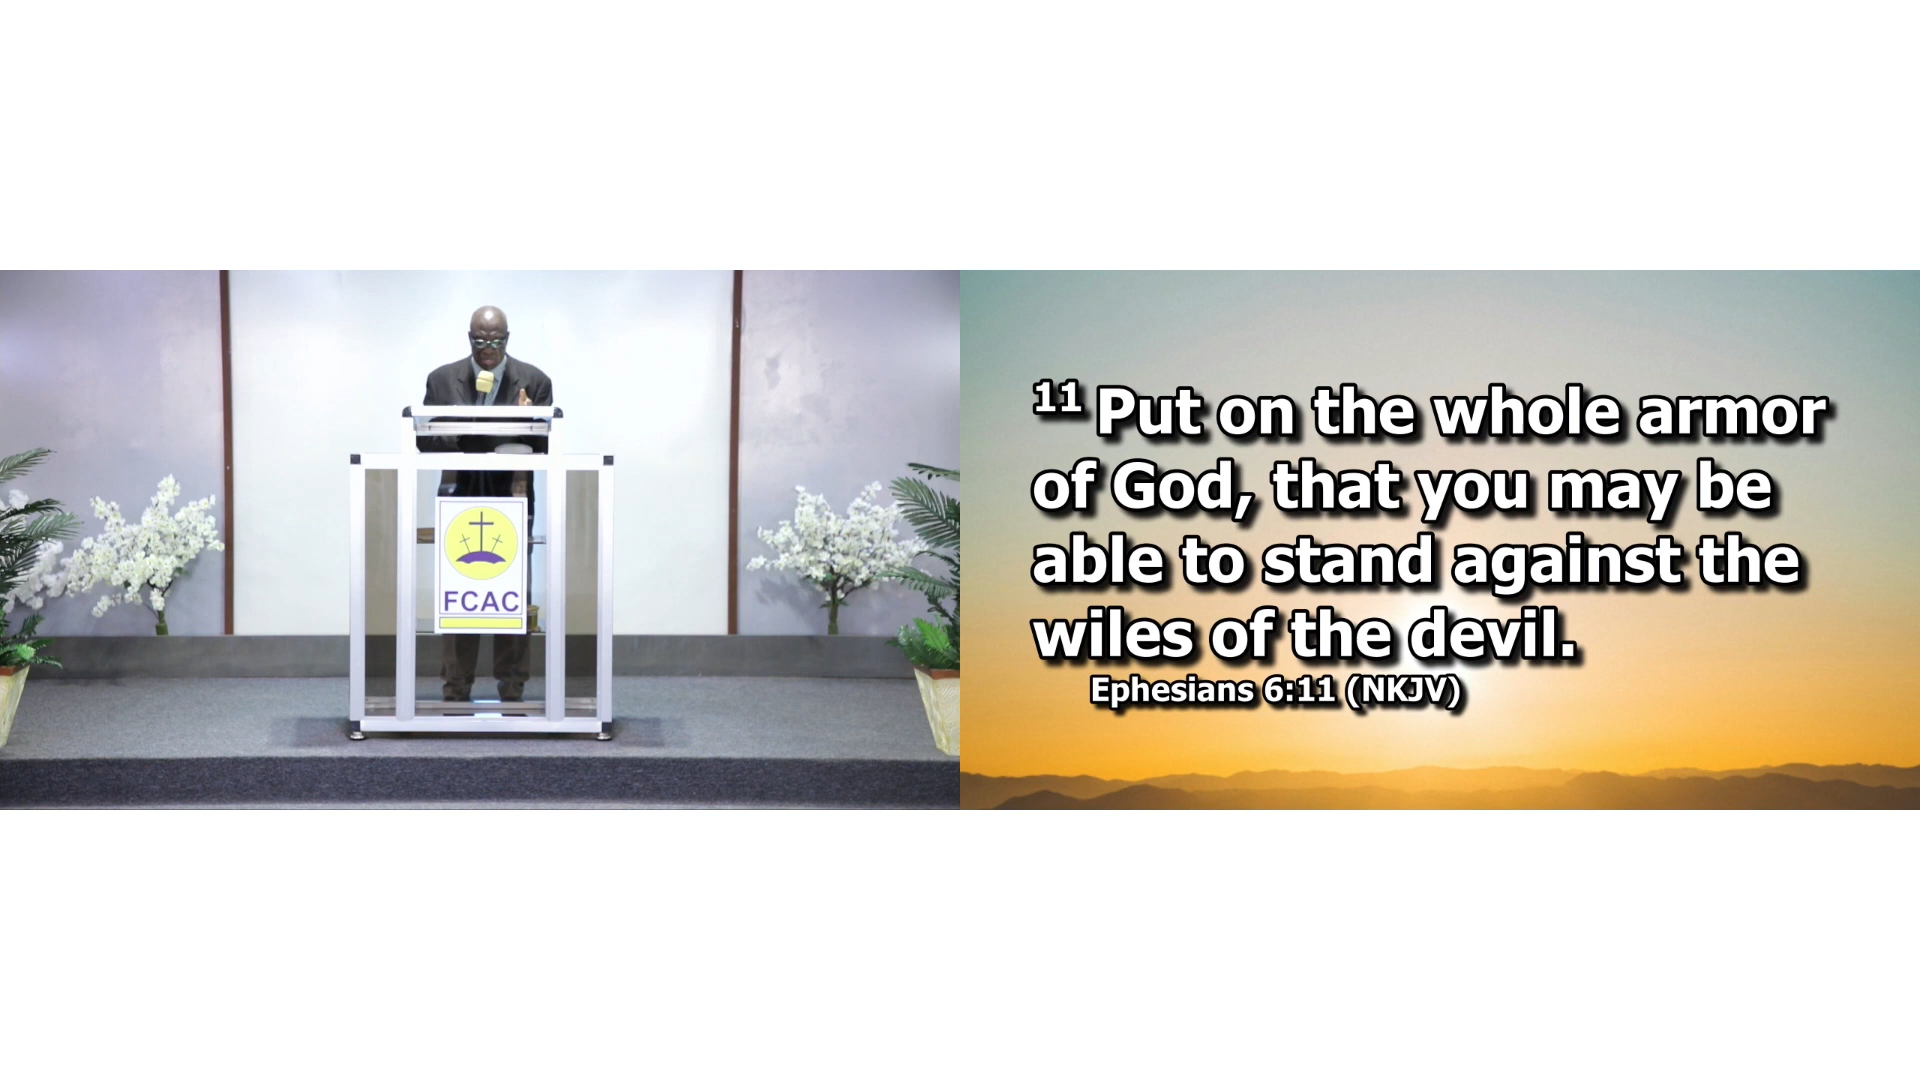 FCAC
11 Put on the whole armor
of God, that you may be
able to stand against the
wiles of the devil.
Ephesians 6:11 (NKJV)